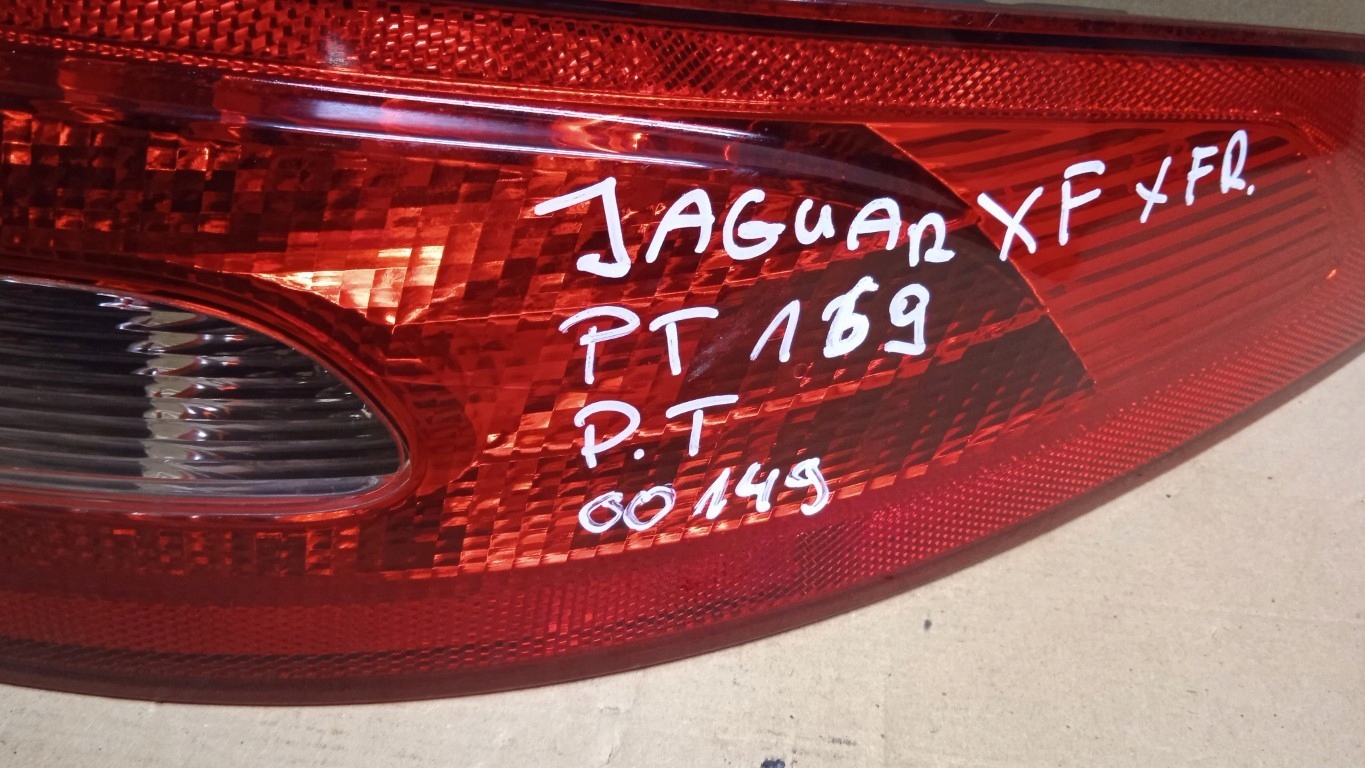 JAGUAR XF XFR.
PT 169
P.T
00149